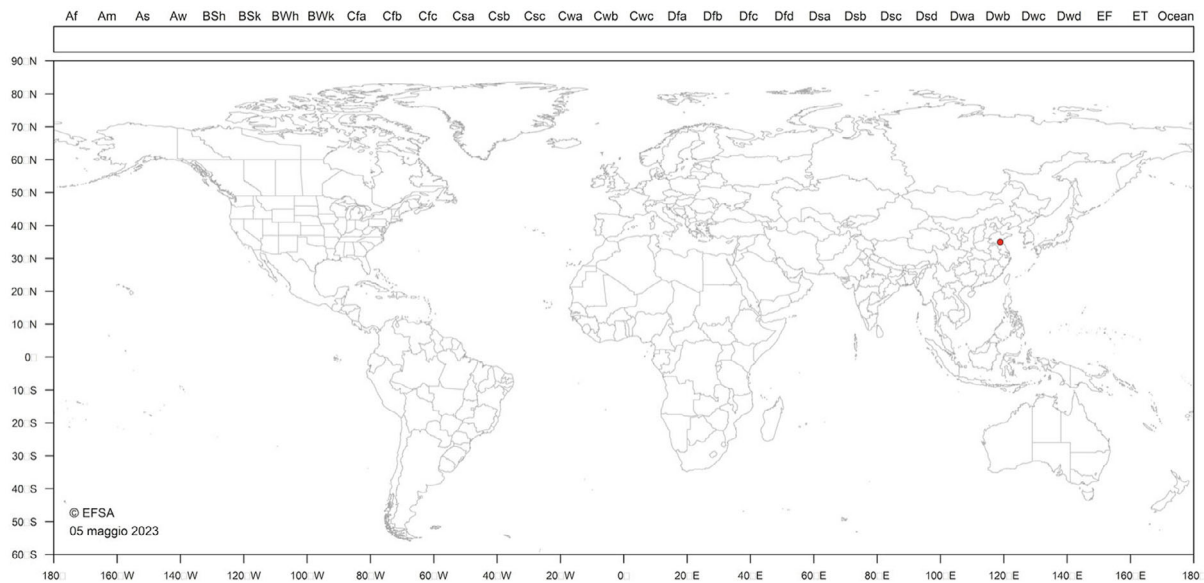 Af Am As Aw BSh BSk BWh BWk Cfa Cfb Cfc Csa Csb Csc Cwa Cwb Cwc Dfa Dfb Dfc Dfd Dsa Dsb Dsc Dsd Dwa Dwb Dwc Dwd EF ET Ocean
90□N
80□N
70□N
60□N
50□N
40□N
30□N
20□N
10□N
0□
10□S
20□S
30□S
40□S
50□S
60□S
© EFSA
05 maggio 2023
180□ 160□W 140□W 120□W 100□W 80□W 60□W 40□W 20□W 0□ 20□E 40□E 60□E 80□E 100□E 120□E 140□E 160□E 180□